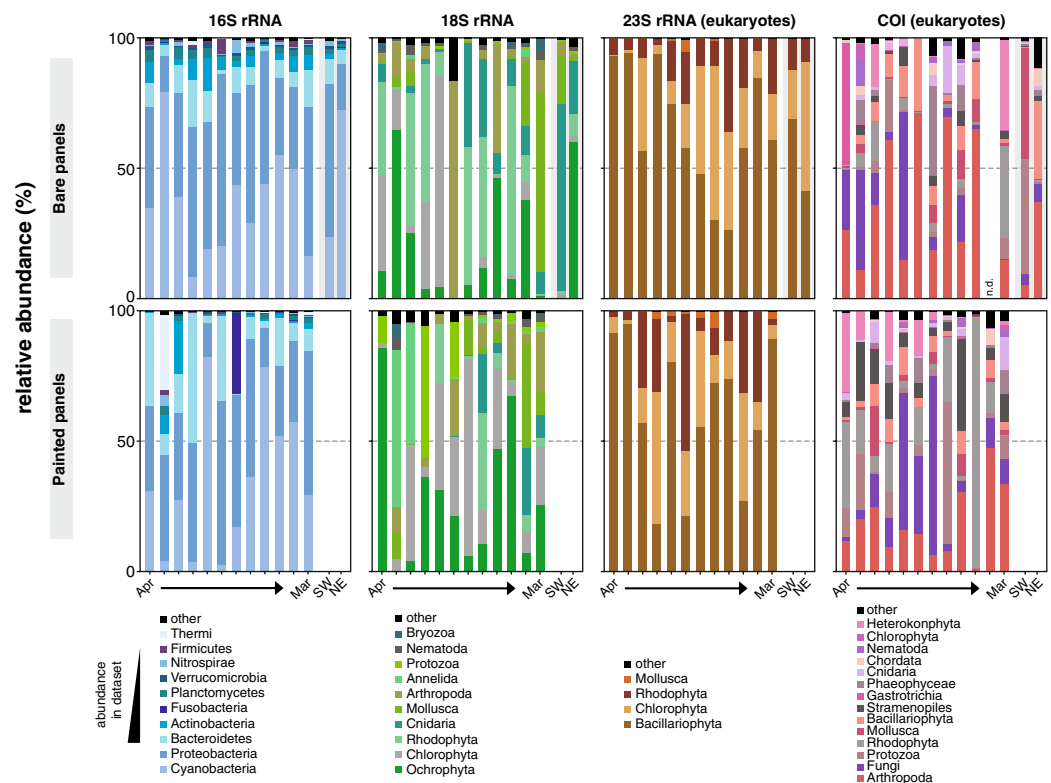 16S rRNA
18S rRNA
23S rRNA (eukaryotes)
COI (eukaryotes)
relative abundance (%)
Bare panels
100
50
0
n.d.
Painted panels
100
50
0
Apr
Mar
SW
NE
Apr
Mar
SW
NE
Apr
Mar
SW
NE
Apr
Mar
SW
NE
abundance
in dataset
other
Thermi
Firmicutes
Nitrospirae
Verrucomicrobia
Planctomycetes
Fusobacteria
Actinobacteria
Bacteroidetes
Proteobacteria
Cyanobacteria
other
Bryozoa
Nematoda
Protozoa
Annelida
Arthropoda
Mollusca
Cnidaria
Rhodophyta
Chlorophyta
Ochrophyta
other
Mollusca
Rhodophyta
Chlorophyta
Bacillariophyta
other
Heterokonphyta
Chlorophyta
Nematoda
Chordata
Cnidaria
Phaeophyceae
Gastrotrichia
Stramenopiles
Bacillariophyta
Mollusca
Rhodophyta
Protozoa
Fungi
Arthropoda